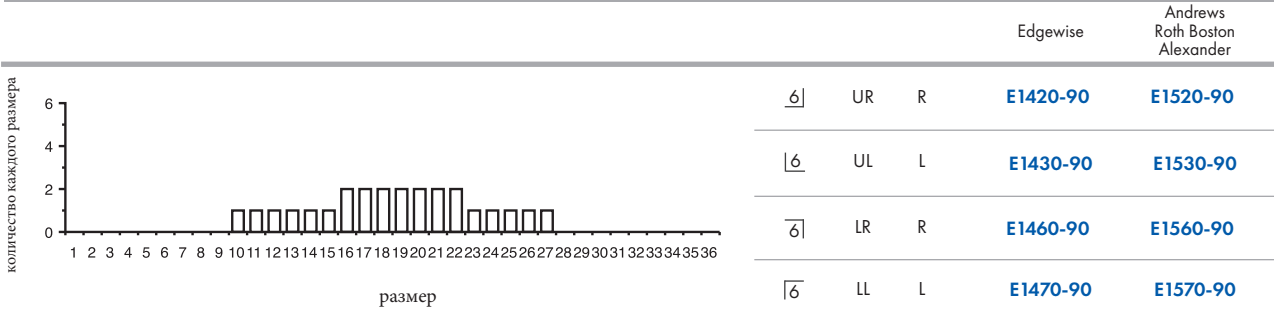 Edgewise
Andrews
Roth Boston
Alexander
количество каждого размера
6
4
2
0
1 2 3 4 5 6 7 8 9 10 11 12 13 14 15 16 17 18 19 20 21 22 23 24 25 26 27 28 29 30 31 32 33 34 35 36
размер
6 UR R E1420-90 E1520-90
6 UL L E1430-90 E1530-90
6 LR R E1460-90 E1560-90
6 LL L E1470-90 E1570-90